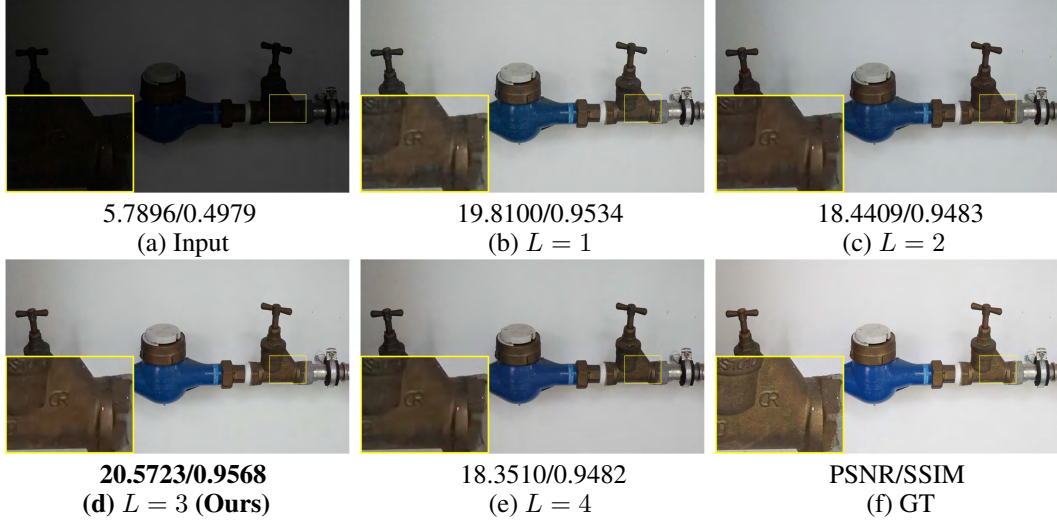 5.7896/0.4979
19.8100/0.9534
18.4409/0.9483
(a) Input
(b) L = 1
(c) L = 2
20.5723/0.9568
18.3510/0.9482
PSNR/SSIM
(d) L = 3 (Ours)
(e) L = 4
(f) GT